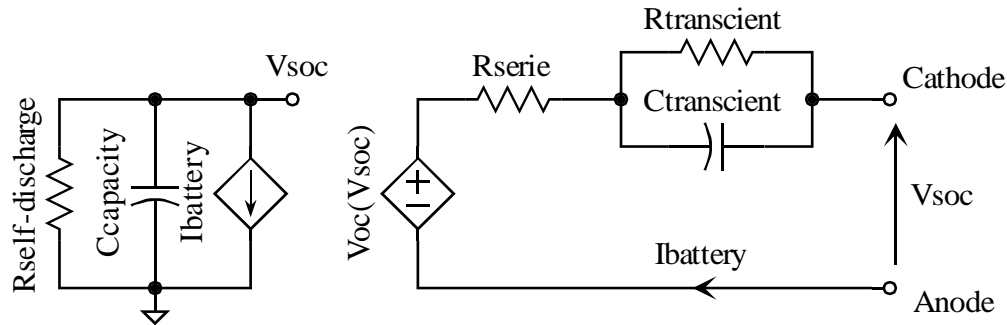 Rself-discharge
Ccapacity
Ibattery
Vsoc
Voc(Vsoc)
Rserie
Rtranscient
Ctranscient
Cathode
Vsoc
Ibattery
Anode